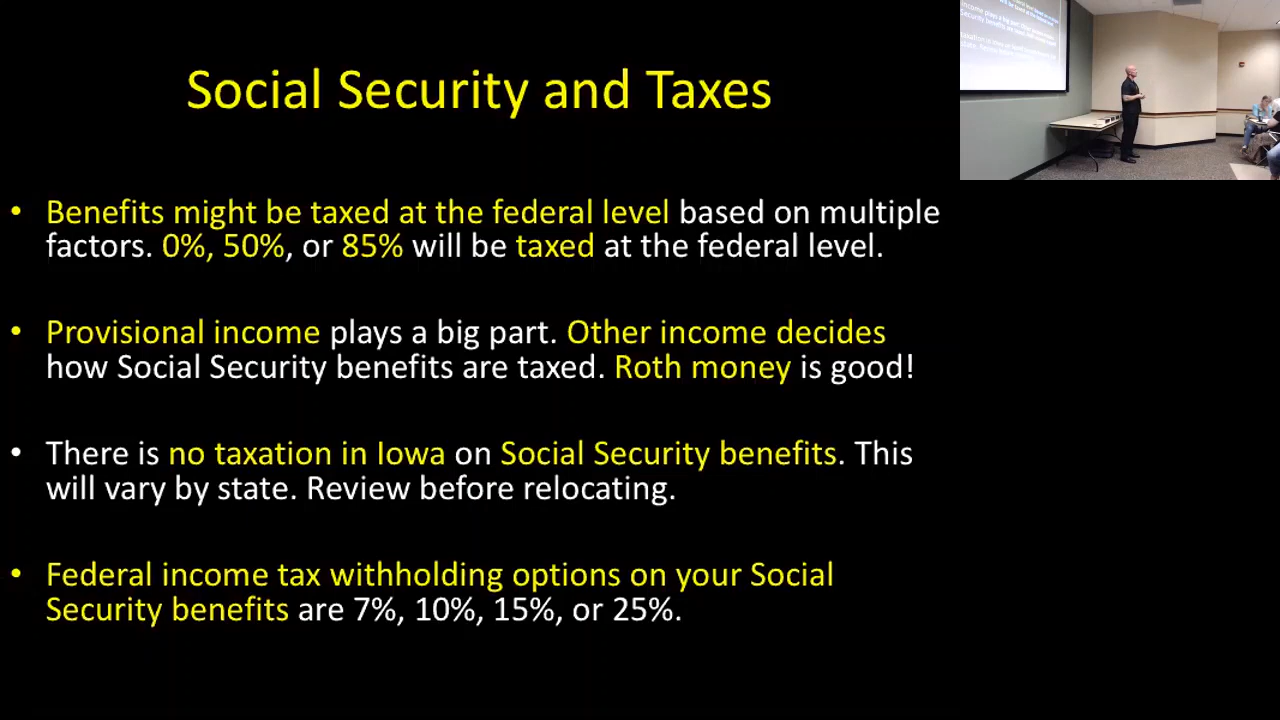 Social Security and Taxes
• Benefits might be taxed at the federal level based on multiple
factors. 0%, 50%, or 85% will be taxed at the federal level.
• Provisional income plays a big part. Other income decides
how Social Security benefits are taxed. Roth money is good!
• There is no taxation in Iowa on Social Security benefits. This
will vary by state. Review before relocating.
• Federal income tax withholding options on your Social
Security benefits are 7%, 10%, 15%, or 25%.